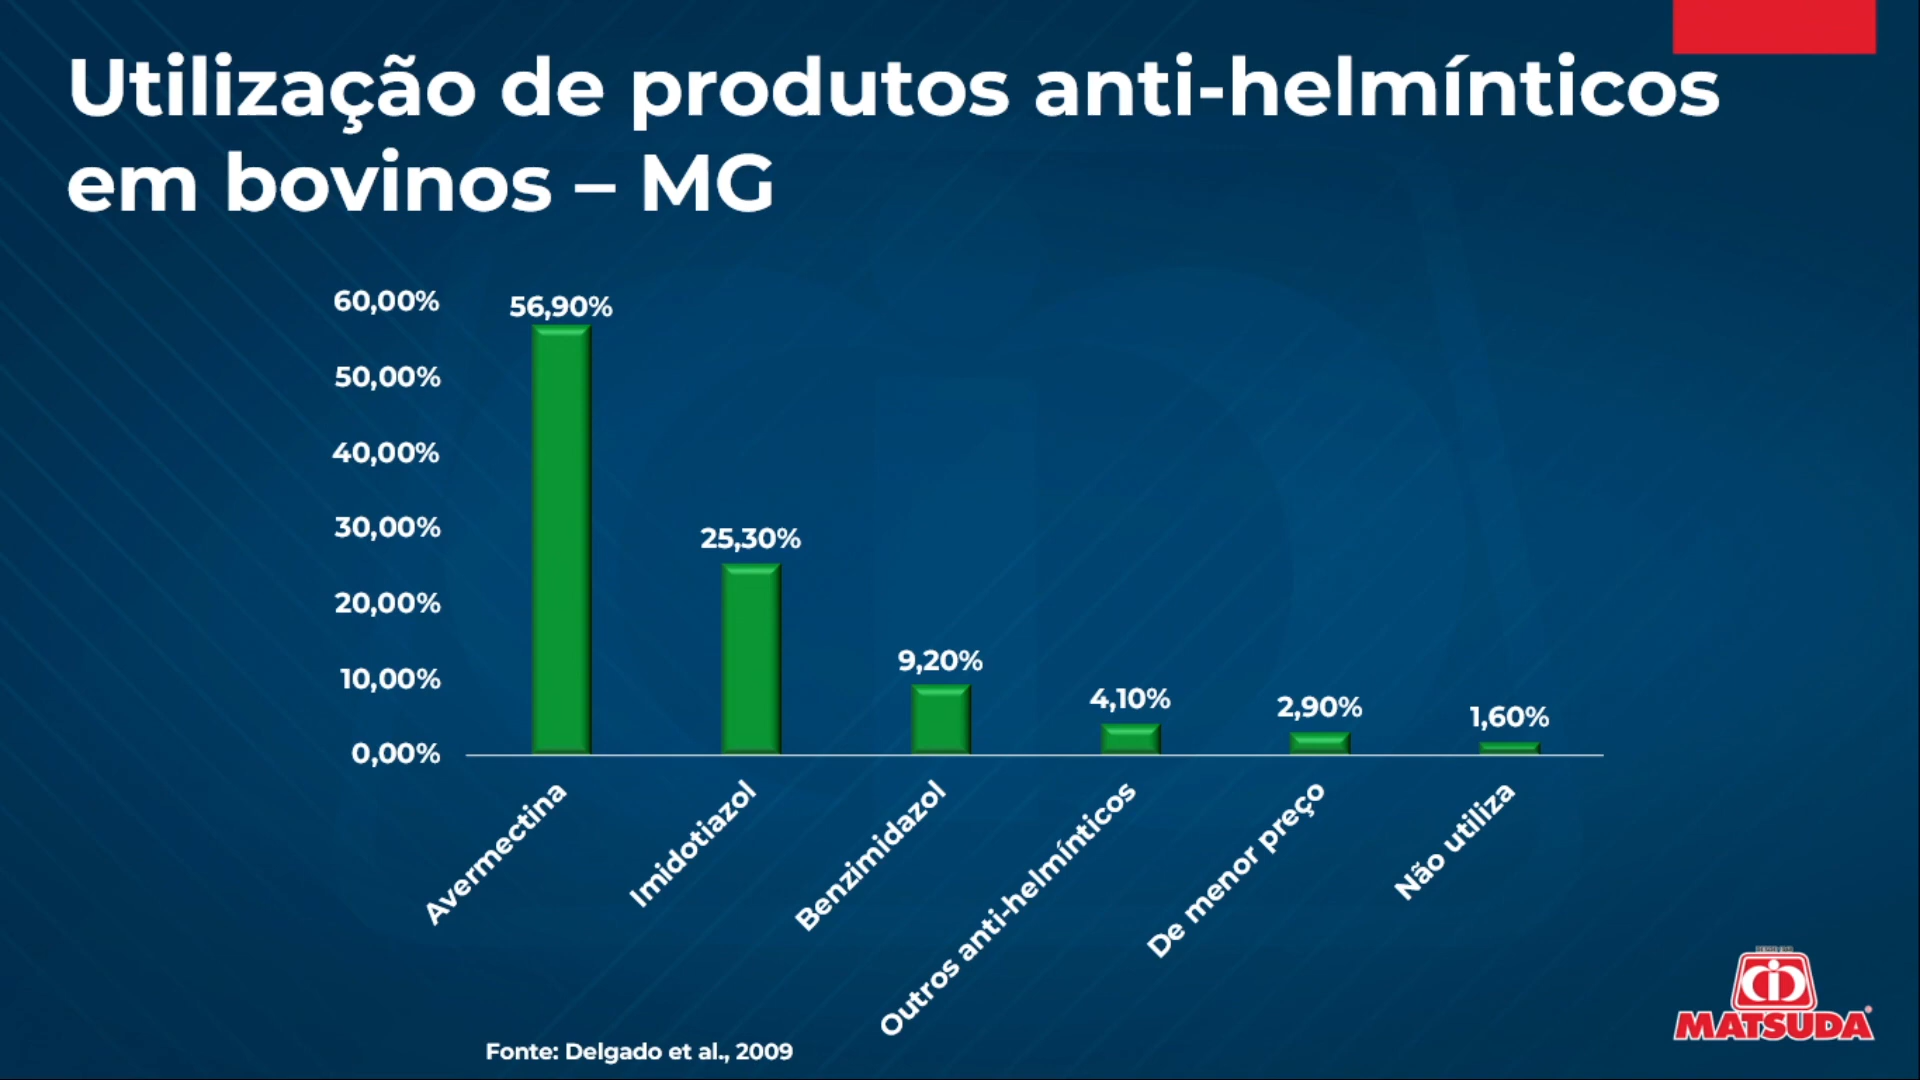 Utilização de produtos anti-helmínticos
em bovinos – MG
60,00%
50,00%
40,00%
30,00%
20,00%
10,00%
0,00%
56,90%
25,30%
9,20%
4,10%
2,90%
1,60%
Avermectina
Imidotiazol
Benzimidazol
Outros anti-helmínticos
De menor preço
Não utiliza
Fonte: Delgado et al., 2009
MATSUDA®